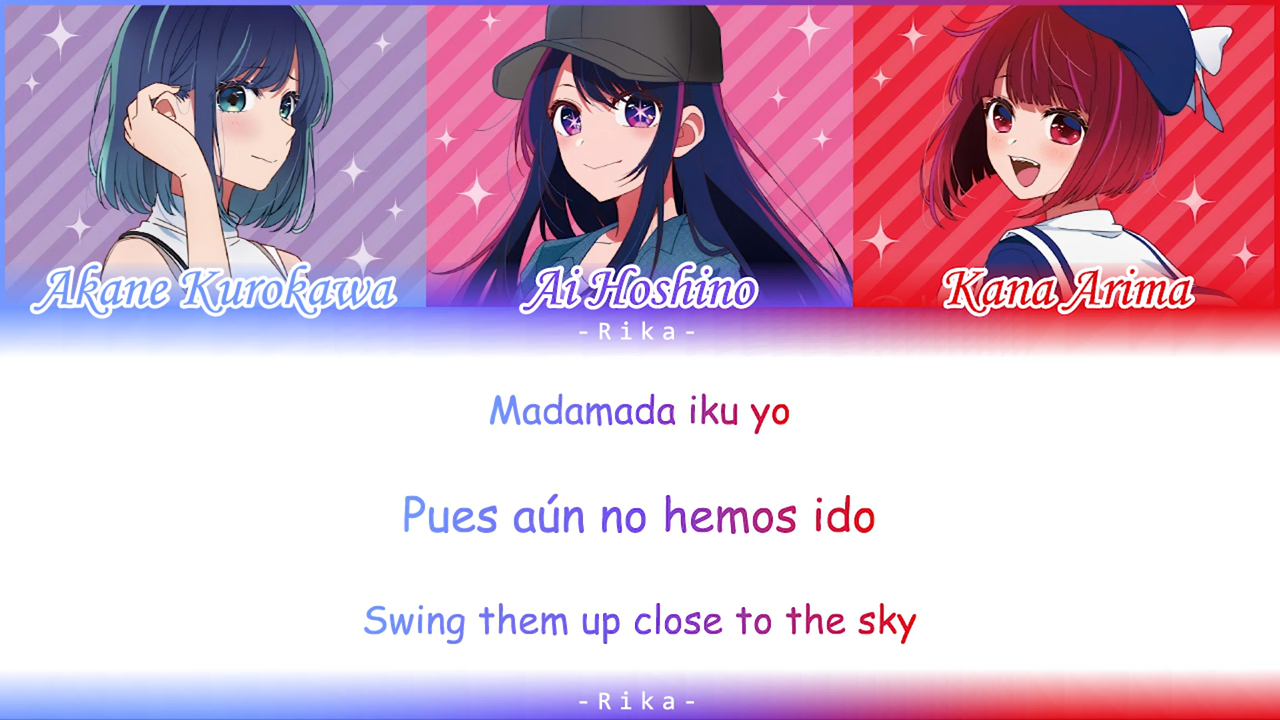 Akane Kurokawa
Ai Hoshino
Kana Arima
-Rika-
Madamada iku yo
Pues aún no hemos ido
Swing them up close to the sky
-Rika-